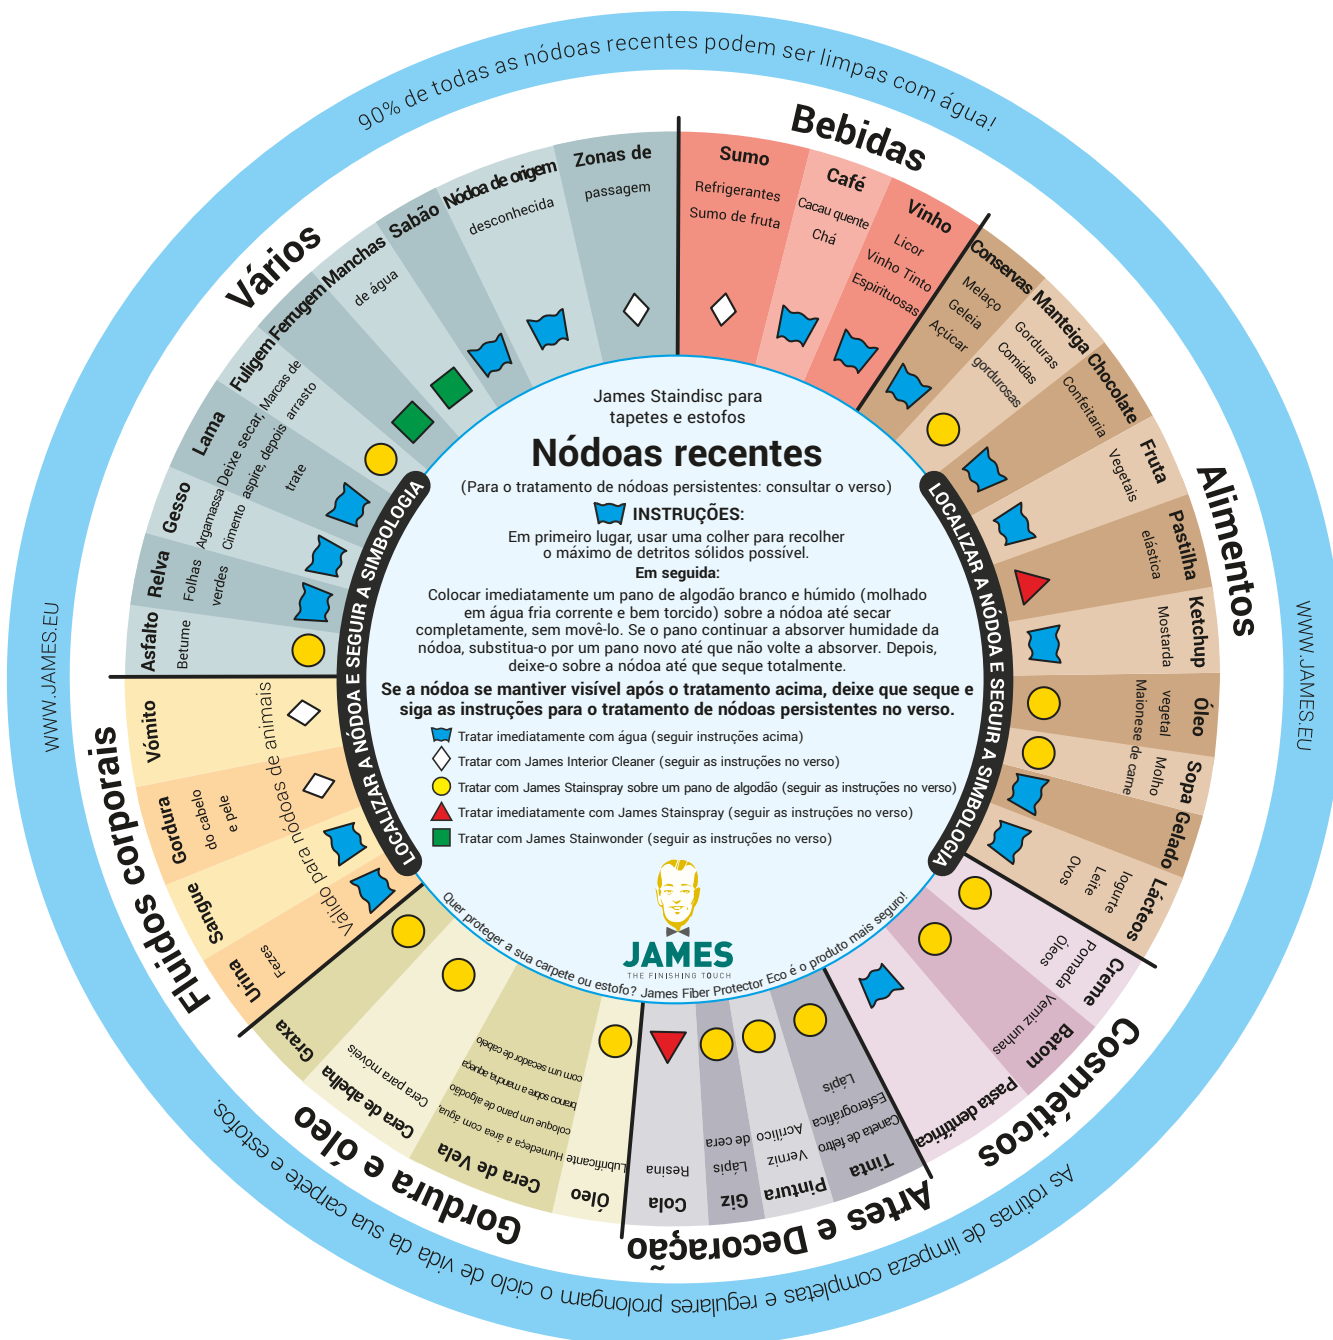 90% de todas as nódoas recentes podem ser limpas com água!
WWW.JAMES.EU
As rotinas de limpeza completas e regulares prolongam o ciclo de vida da sua carpete e estofos.
WWW.JAMES.EU
Bebidas
Sumo
Refrigerantes
Sumo de fruta
Café
Cacau quente
Chá
Vinho
Licor
Vinho Tinto
Espirituosas
Alimentos
Conservas
Melaço
Geleia
Açúcar
Manteiga
Gorduras
Comidas
gordurosas
Chocolate
Confeitaria
Fruta
Vegetais
Pastilha
elástica
Ketchup
Mostarda
Óleo
vegetal
Maionese
Sopa
Molho
de carne
Gelado
Lácteos
Iogurte
Leite
Ovos
Cosméticos
Creme
Pomada
Óleos
Batom
Verniz unhas
Pasta dentífrica
Artes e Decoração
Tinta
Caneta de feltro
Esferográfica
Lápis
Pintura
Verniz
Acrílico
Giz
Lápis
de cera
Cola
Resina
Gordura e óleo
Óleo
Lubrificante
Cera de Vela
Humedeça a área com água,
coloque um pano de algodão
branco sobre a mancha, aqueça
com um secador de cabelo
Cera de abelha
Cera para móveis
Graxa
Fluidos corporais
Urina
Fezes
Sangue
Gordura
do cabelo
e pele
Vómito
Válido para nódoas de animais
Vários
Asfalto
Betume
Relva
Folhas
verdes
Gesso
Argamassa
Cimento
Lama
Deixe secar,
aspire, depois
trate
Fuligem
Marcas de
arrasto
Ferrugem
Manchas
de água
Sabão
Nódoa de origem
desconhecida
Zonas de
passagem
LOCALIZAR A NÓDOA E SEGUIR A SIMBOLOGIA
LOCALIZAR A NÓDOA E SEGUIR A SIMBOLOGIA
James Staindisc para
tapetes e estofos
Nódoas recentes
(Para o tratamento de nódoas persistentes: consultar o verso)
INSTRUÇÕES:
Em primeiro lugar, usar uma colher para recolher
o máximo de detritos sólidos possível.
Em seguida:
Colocar imediatamente um pano de algodão branco e húmido (molhado
em água fria corrente e bem torcido) sobre a nódoa até secar
completamente, sem movê-lo. Se o pano continuar a absorver humidade da
nódoa, substitua-o por um pano novo até que não volte a absorver. Depois,
deixe-o sobre a nódoa até que seque totalmente.
Se a nódoa se mantiver visível após o tratamento acima, deixe que seque e
siga as instruções para o tratamento de nódoas persistentes no verso.
Tratar imediatamente com água (seguir instruções acima)
Tratar com James Interior Cleaner (seguir as instruções no verso)
Tratar com James Stainspray sobre um pano de algodão (seguir as instruções no verso)
Tratar imediatamente com James Stainspray (seguir as instruções no verso)
Tratar com James Stainwonder (seguir as instruções no verso)
JAMES
THE FINISHING TOUCH
Quer proteger a sua carpete ou estofo? James Fiber Protector Eco é o produto mais seguro!